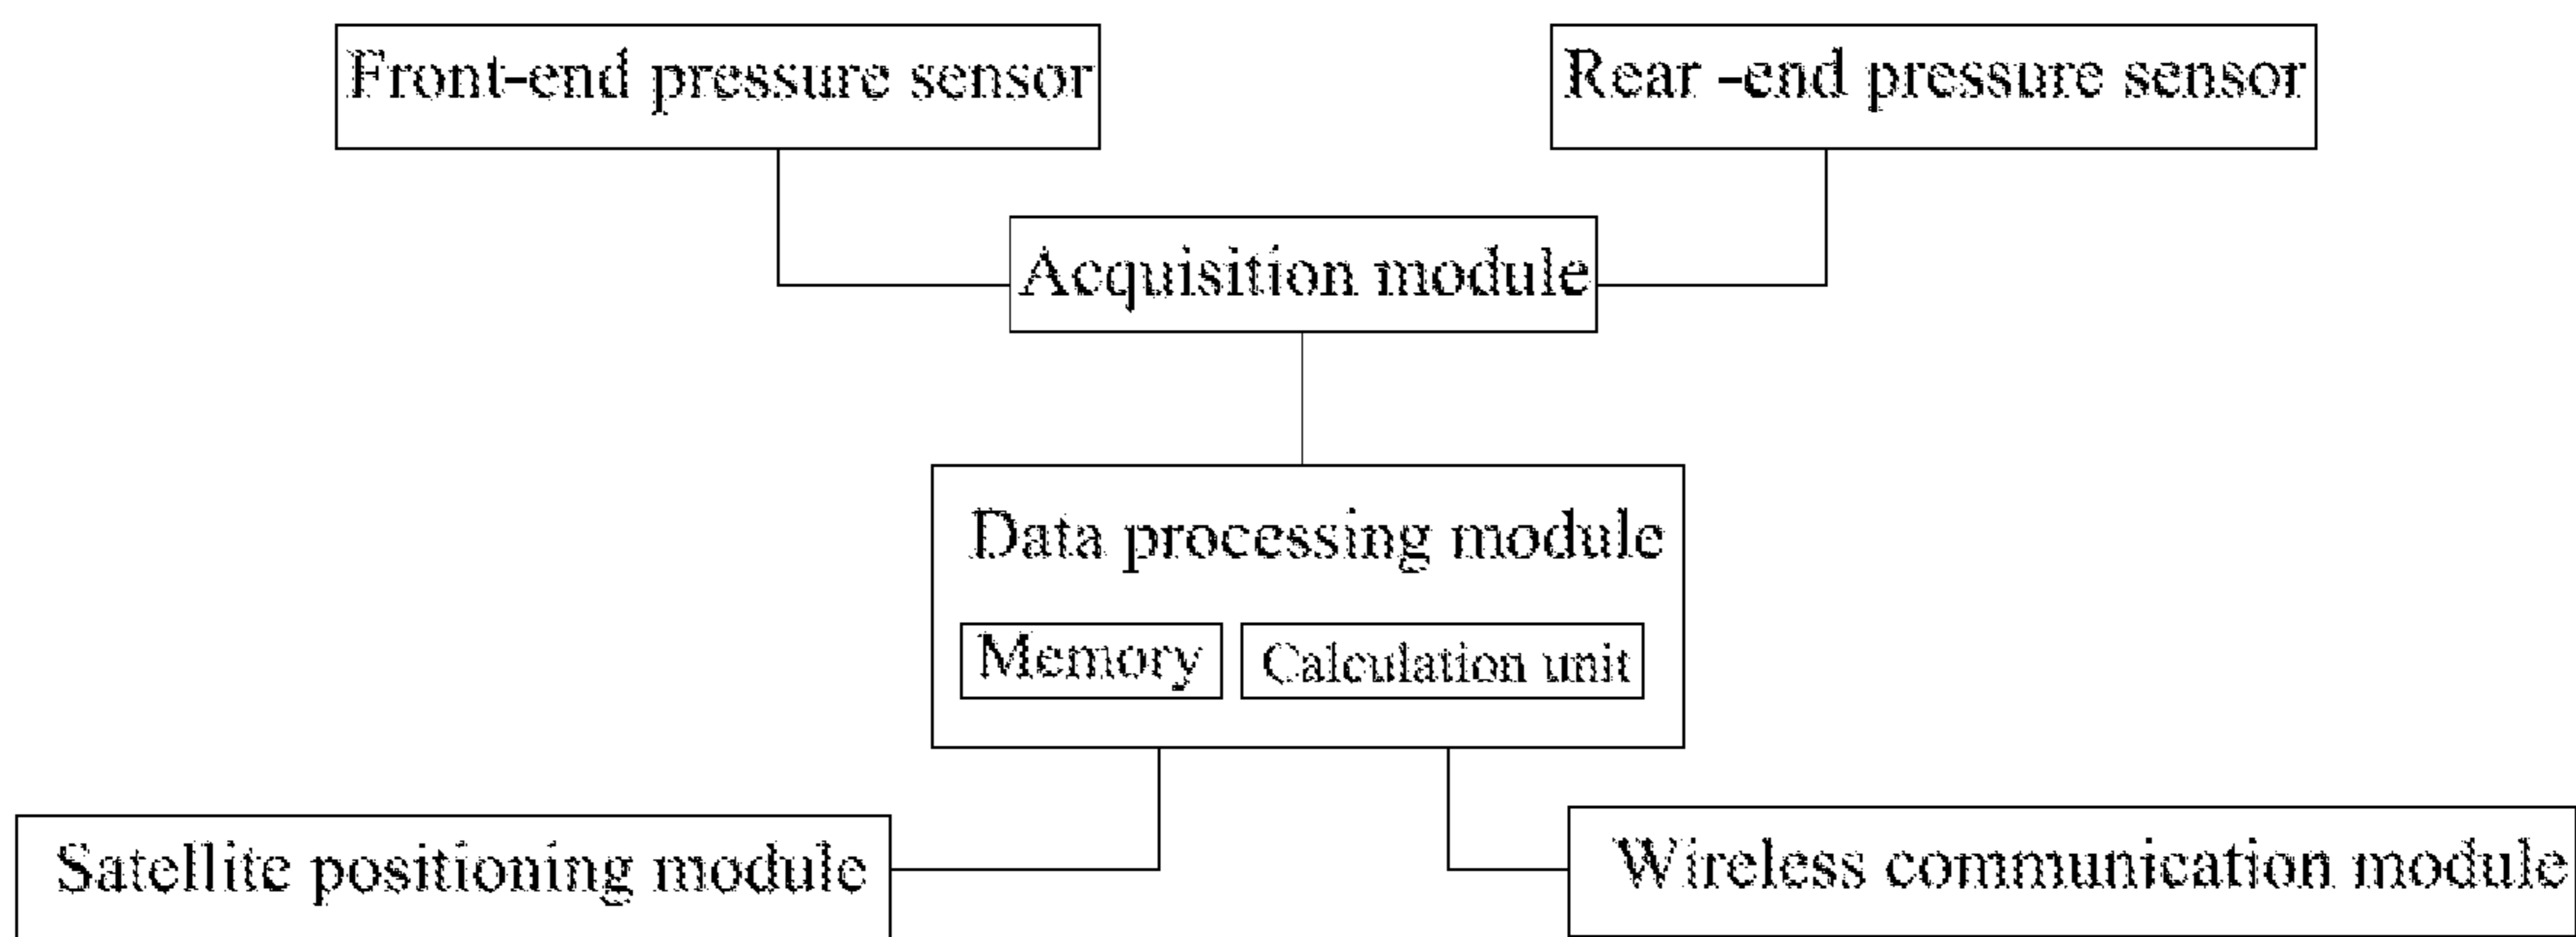 Front-end pressure sensor
Rear -end pressure sensor
Acquisition module
Data processing module
Memory
Calculation unit
Satellite positioning module
Wireless communication module